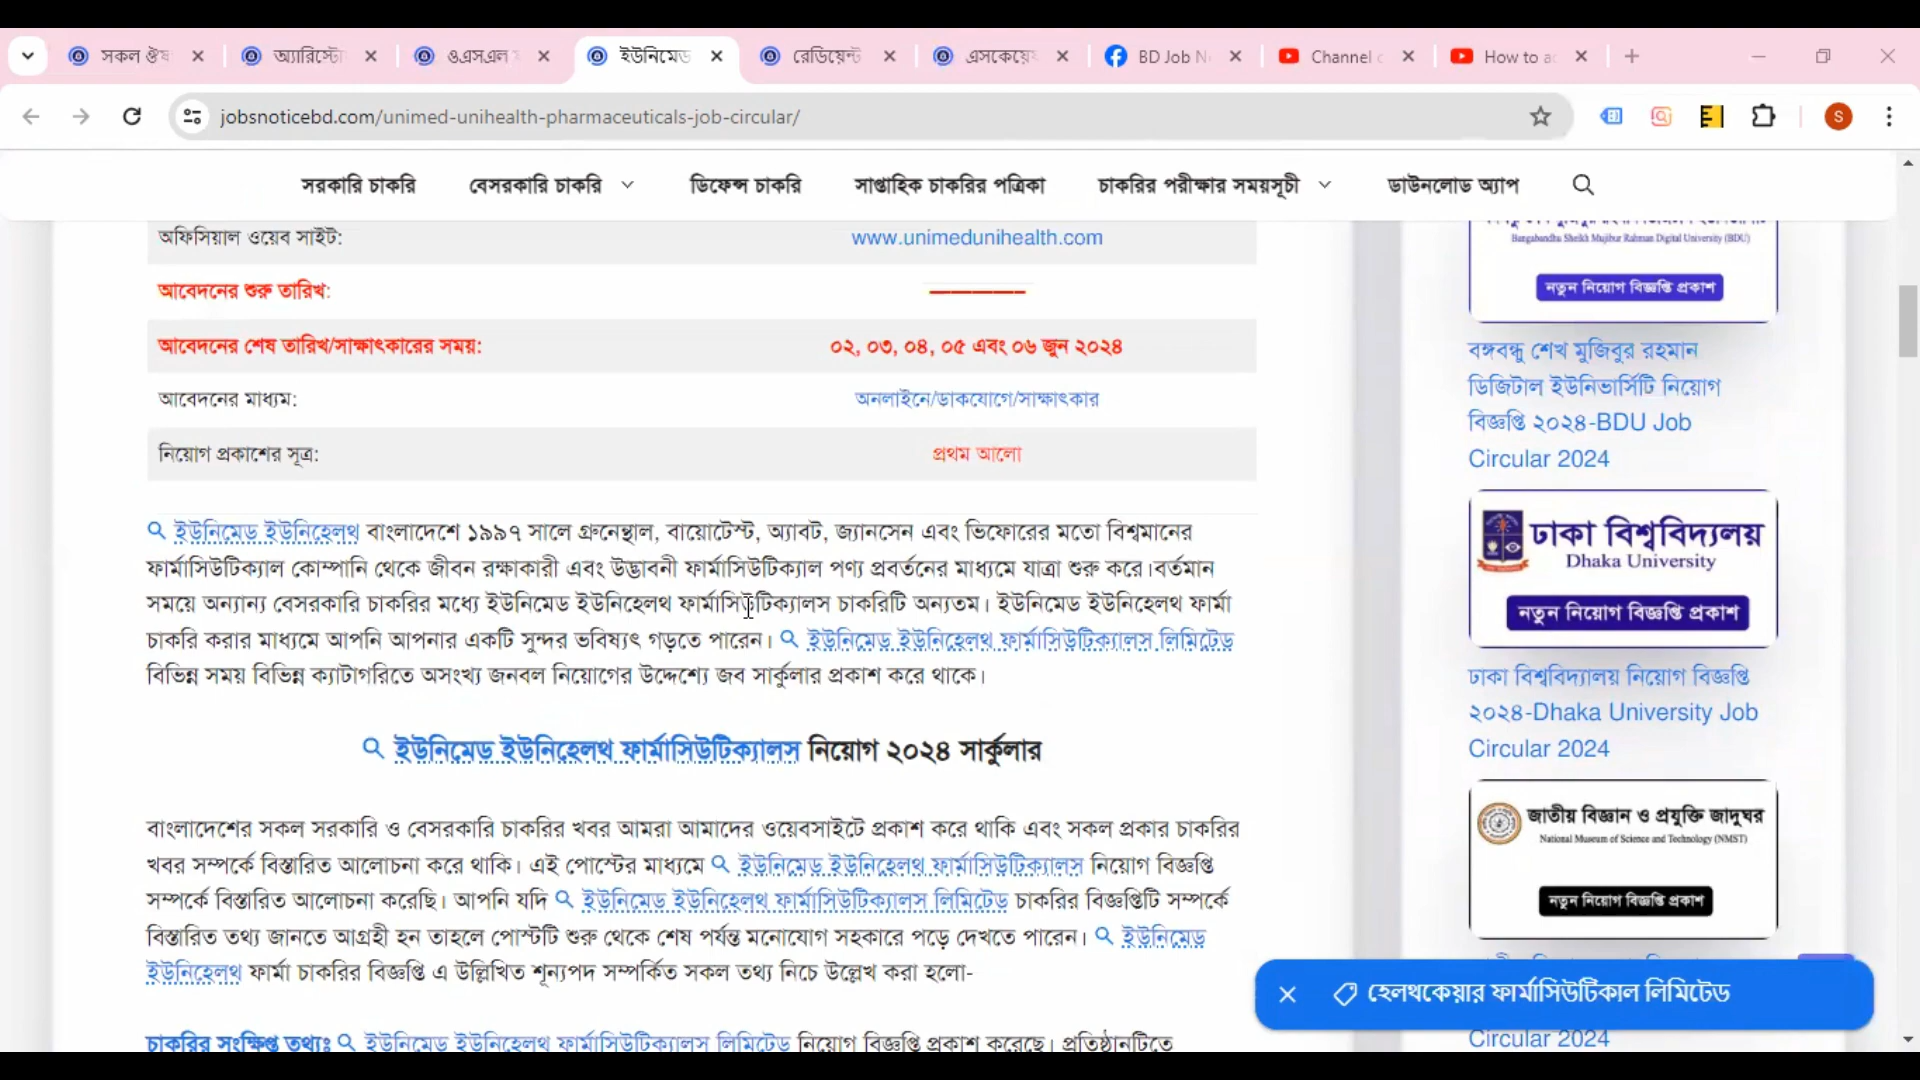 সকল ঔষ
অ্যারিস্টো
ওএসএল
ইউনিমেড
রেডিয়েন্ট
এসকেয়ে
BD Job N
Channel c
How to a
jobsnoticebd.com/unimed-unihealth-pharmaceuticals-job-circular/
S
সরকারি চাকরি বেসরকারি চাকরি ডিফেন্স চাকরি সাপ্তাহিক চাকরির পত্রিকা চাকরির পরীক্ষার সময়সূচী ডাউনলোড অ্যাপ
অফিসিয়াল ওয়েব সাইট: www.unimedunihealth.com
আবেদনের শুরু তারিখ: ———————
আবেদনের শেষ তারিখ/সাক্ষাৎকারের সময়: ০২, ০৩, ০৪, ০৫ এবং ০৬ জুন ২০২৪
আবেদনের মাধ্যম: অনলাইনে/ডাকযোগে/সাক্ষাৎকার
নিয়োগ প্রকাশের সূত্র: প্রথম আলো
ইউনিমেড ইউনিহেলথ বাংলাদেশে ১৯৯৭ সালে গ্রুনেন্থাল, বায়োটেস্ট, অ্যাবট, জ্যানসেন এবং ভিফোরের মতো বিশ্বমানের
ফার্মাসিউটিক্যাল কোম্পানি থেকে জীবন রক্ষাকারী এবং উদ্ভাবনী ফার্মাসিউটিক্যাল পণ্য প্রবর্তনের মাধ্যমে যাত্রা শুরু করে।বর্তমান
সময়ে অন্যান্য বেসরকারি চাকরির মধ্যে ইউনিমেড ইউনিহেলথ ফার্মাসিউটিক্যালস চাকরিটি অন্যতম। ইউনিমেড ইউনিহেলথ ফার্মা
চাকরি করার মাধ্যমে আপনি আপনার একটি সুন্দর ভবিষ্যৎ গড়তে পারেন। ইউনিমেড ইউনিহেলথ ফার্মাসিউটিক্যালস লিমিটেড
বিভিন্ন সময় বিভিন্ন ক্যাটাগরিতে অসংখ্য জনবল নিয়োগের উদ্দেশ্যে জব সার্কুলার প্রকাশ করে থাকে।
ইউনিমেড ইউনিহেলথ ফার্মাসিউটিক্যালস নিয়োগ ২০২৪ সার্কুলার
বাংলাদেশের সকল সরকারি ও বেসরকারি চাকরির খবর আমরা আমাদের ওয়েবসাইটে প্রকাশ করে থাকি এবং সকল প্রকার চাকরির
খবর সম্পর্কে বিস্তারিত আলোচনা করে থাকি। এই পোস্টের মাধ্যমে ইউনিমেড ইউনিহেলথ ফার্মাসিউটিক্যালস নিয়োগ বিজ্ঞপ্তি
সম্পর্কে বিস্তারিত আলোচনা করেছি। আপনি যদি ইউনিমেড ইউনিহেলথ ফার্মাসিউটিক্যালস লিমিটেড চাকরির বিজ্ঞপ্তিটি সম্পর্কে
বিস্তারিত তথ্য জানতে আগ্রহী হন তাহলে পোস্টটি শুরু থেকে শেষ পর্যন্ত মনোযোগ সহকারে পড়ে দেখতে পারেন। ইউনিমেড
ইউনিহেলথ ফার্মা চাকরির বিজ্ঞপ্তি এ উল্লিখিত শূন্যপদ সম্পর্কিত সকল তথ্য নিচে উল্লেখ করা হলো-
চাকরির সংক্ষিপ্ত তথ্যঃ ইউনিমেড ইউনিহেলথ ফার্মাসিউটিক্যালস লিমিটেড নিয়োগ বিজ্ঞপ্তি প্রকাশ করেছে। প্রতিষ্ঠানটিতে
Bangabandhu Sheikh Mujibur Rahman Digital University (BDU)
নতুন নিয়োগ বিজ্ঞপ্তি প্রকাশ
বঙ্গবন্ধু শেখ মুজিবুর রহমান
ডিজিটাল ইউনিভার্সিটি নিয়োগ
বিজ্ঞপ্তি ২০২৪-BDU Job
Circular 2024
ঢাকা বিশ্ববিদ্যালয়
Dhaka University
নতুন নিয়োগ বিজ্ঞপ্তি প্রকাশ
ঢাকা বিশ্ববিদ্যালয় নিয়োগ বিজ্ঞপ্তি
২০২৪-Dhaka University Job
Circular 2024
জাতীয় বিজ্ঞান ও প্রযুক্তি জাদুঘর
National Museum of Science and Technology (NMST)
নতুন নিয়োগ বিজ্ঞপ্তি প্রকাশ
হেলথকেয়ার ফার্মাসিউটিকাল লিমিটেড
Circular 2024